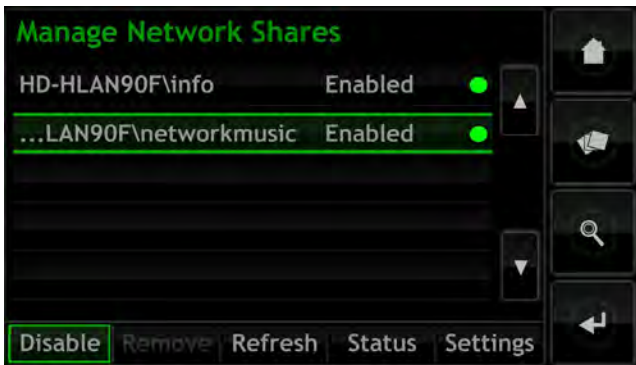 Manage Network Shares
HD-HLAN90F\info Enabled
...LAN90F\networkmusic Enabled
Disable Remove Refresh Status Settings